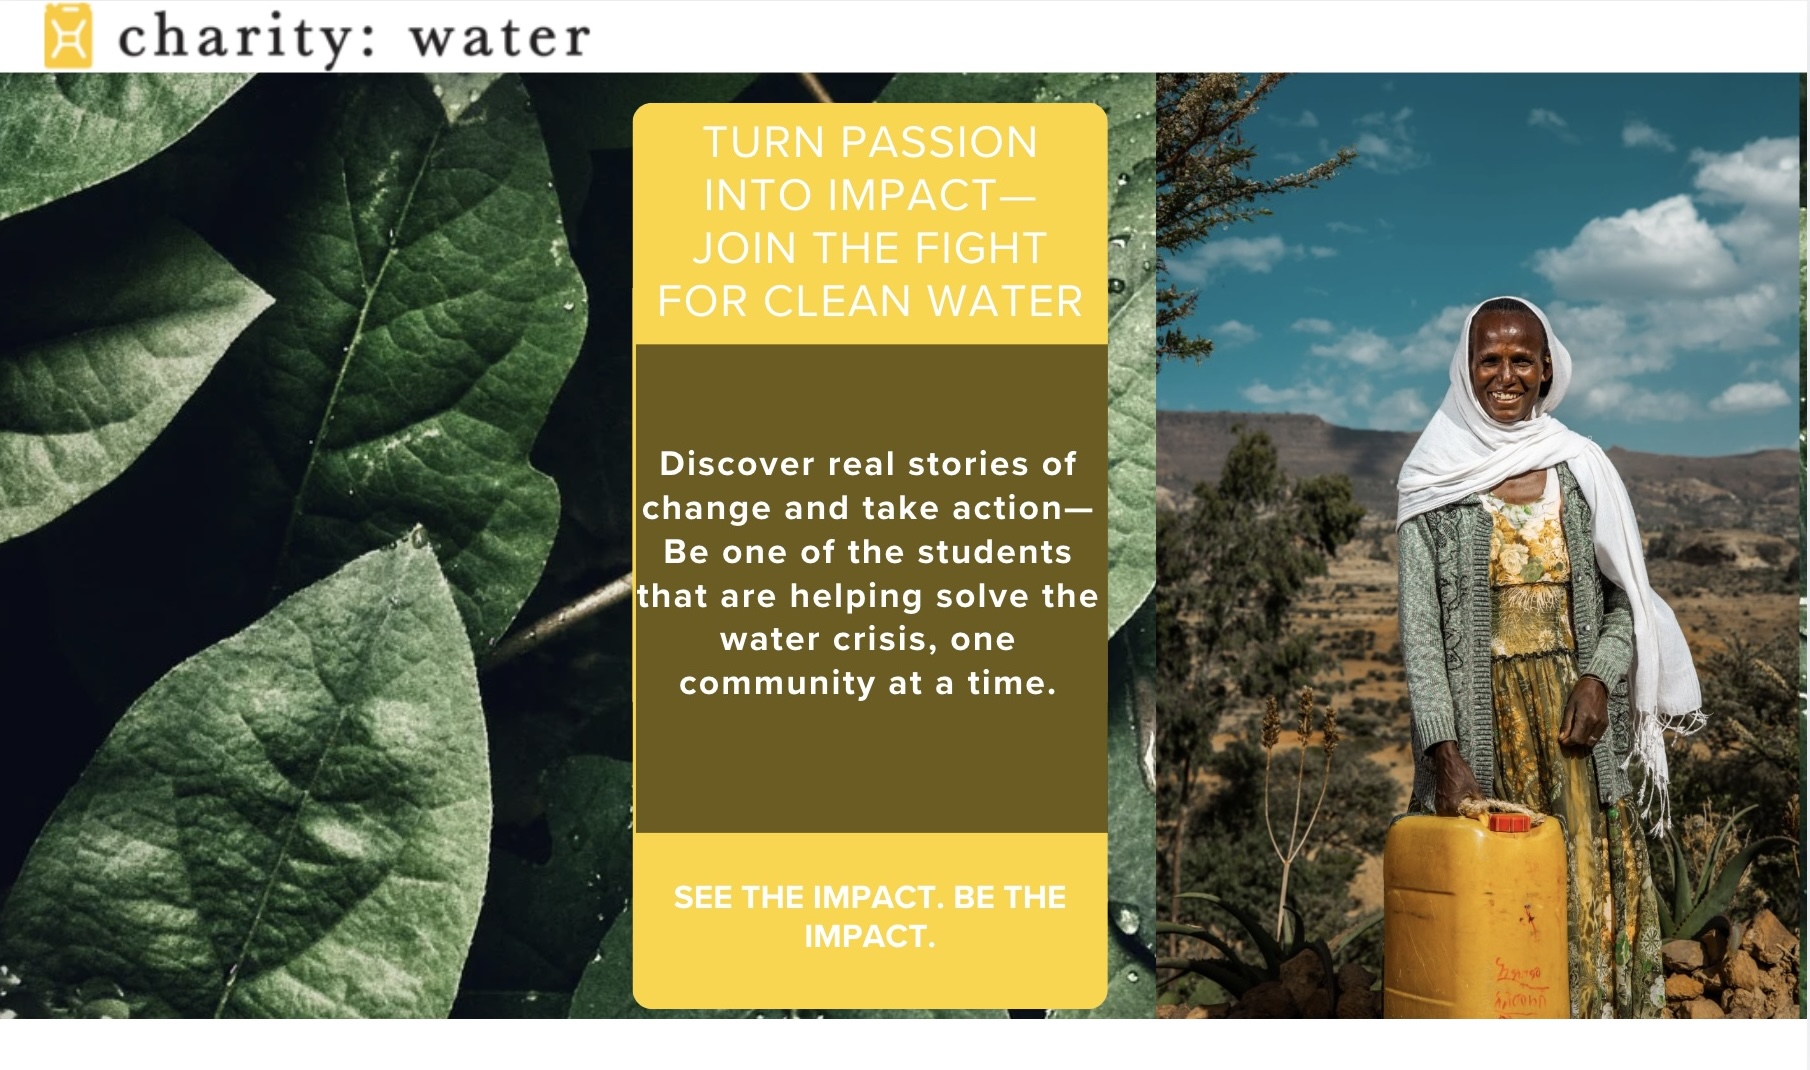 charity: water
TURN PASSION
INTO IMPACT—
JOIN THE FIGHT
FOR CLEAN WATER
Discover real stories of
change and take action—
Be one of the students
that are helping solve the
water crisis, one
community at a time.
SEE THE IMPACT. BE THE
IMPACT.